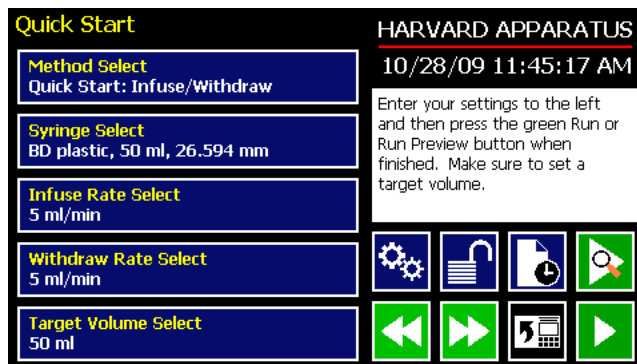 Quick Start
Method Select
Quick Start: Infuse/Withdraw
Syringe Select
BD plastic, 50 ml, 26.594 mm
Infuse Rate Select
5 ml/min
Withdraw Rate Select
5 ml/min
Target Volume Select
50 ml
HARVARD APPARATUS
10/28/09 11:45:17 AM
Enter your settings to the left
and then press the green Run or
Run Preview button when
finished. Make sure to set a
target volume.